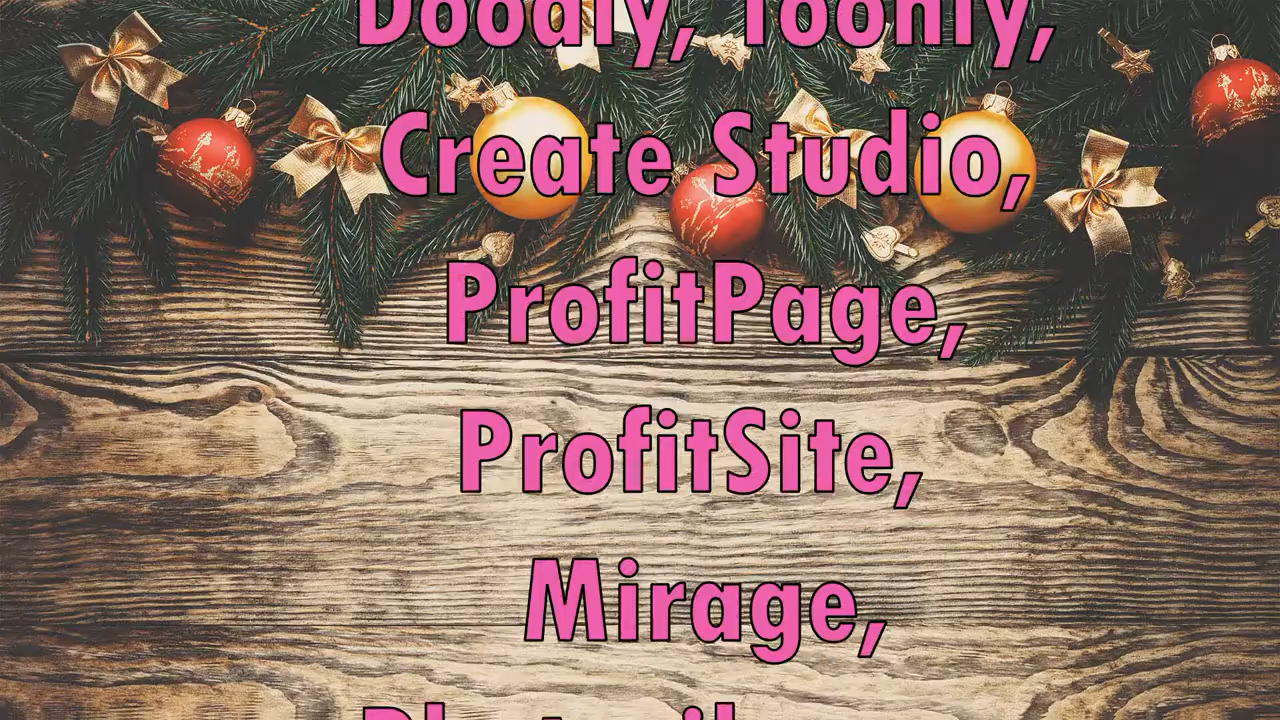 Doodly, Toonly,
Create Studio,
ProfitPage,
ProfitSite,
Mirage,